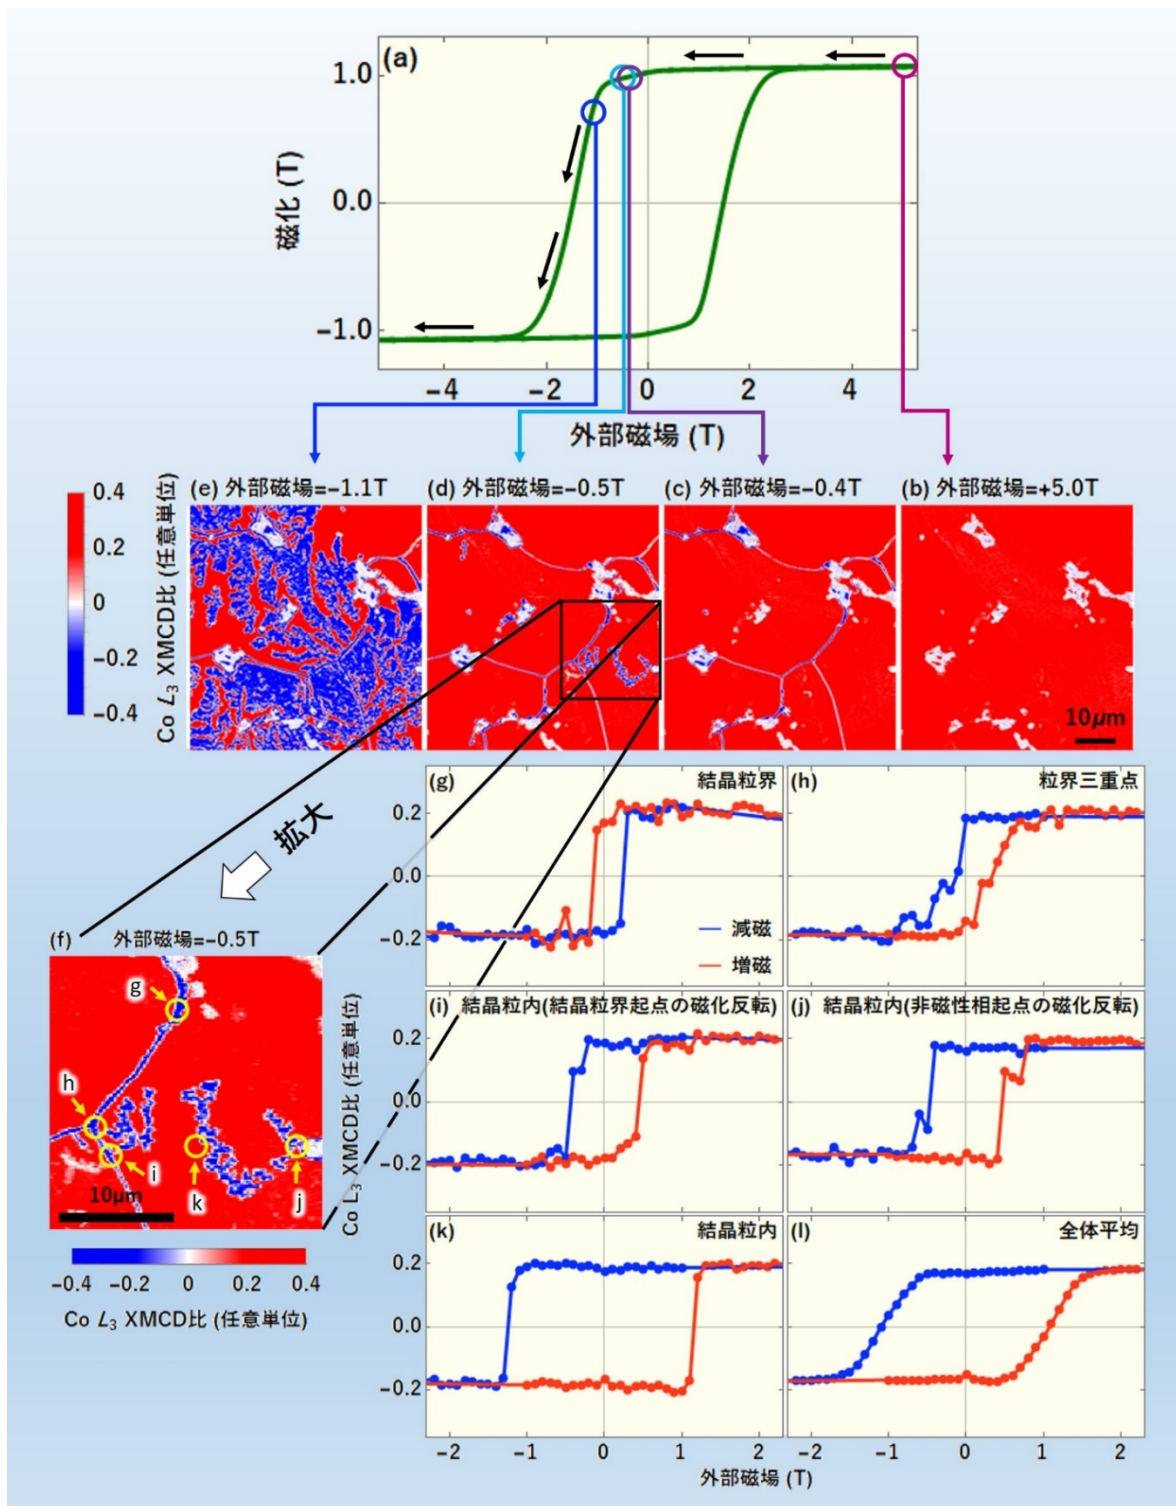 (a)
1.0
0.0
−1.0
磁化 (T)
−4
−2
0
2
4
外部磁場 (T)
(e) 外部磁場=−1.1T
(d) 外部磁場=−0.5T
(c) 外部磁場=−0.4T
(b) 外部磁場=+5.0T
0.4
0.2
0
−0.2
−0.4
Co L3 XMCD比 (任意単位)
10μm
拡大
(f)
外部磁場=−0.5T
g
h
i
k
j
10μm
−0.4
−0.2
0
0.2
0.4
Co L3 XMCD比 (任意単位)
Co L3 XMCD比 (任意単位)
(g)
結晶粒界
0.2
0.0
−0.2
減磁
増磁
(h)
粒界三重点
(i)
結晶粒内(結晶粒界起点の磁化反転)
0.2
0.0
−0.2
(j)
結晶粒内(非磁性相起点の磁化反転)
(k)
結晶粒内
0.2
0.0
−0.2
−2
−1
0
1
2
(l)
全体平均
−2
−1
0
1
2
外部磁場 (T)